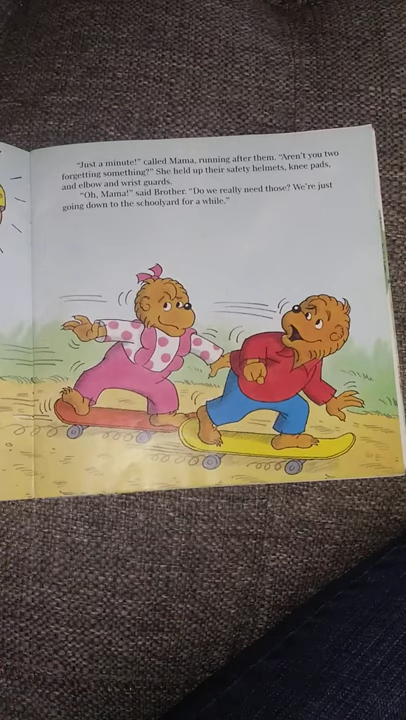 "Just a minute!" called Mama, running after them. "Aren't you two
forgetting something?" She held up their safety helmets, knee pads,
and elbow and wrist guards.
"Oh, Mama!" said Brother. "Do we really need those? We're just
going down to the schoolyard for a while."